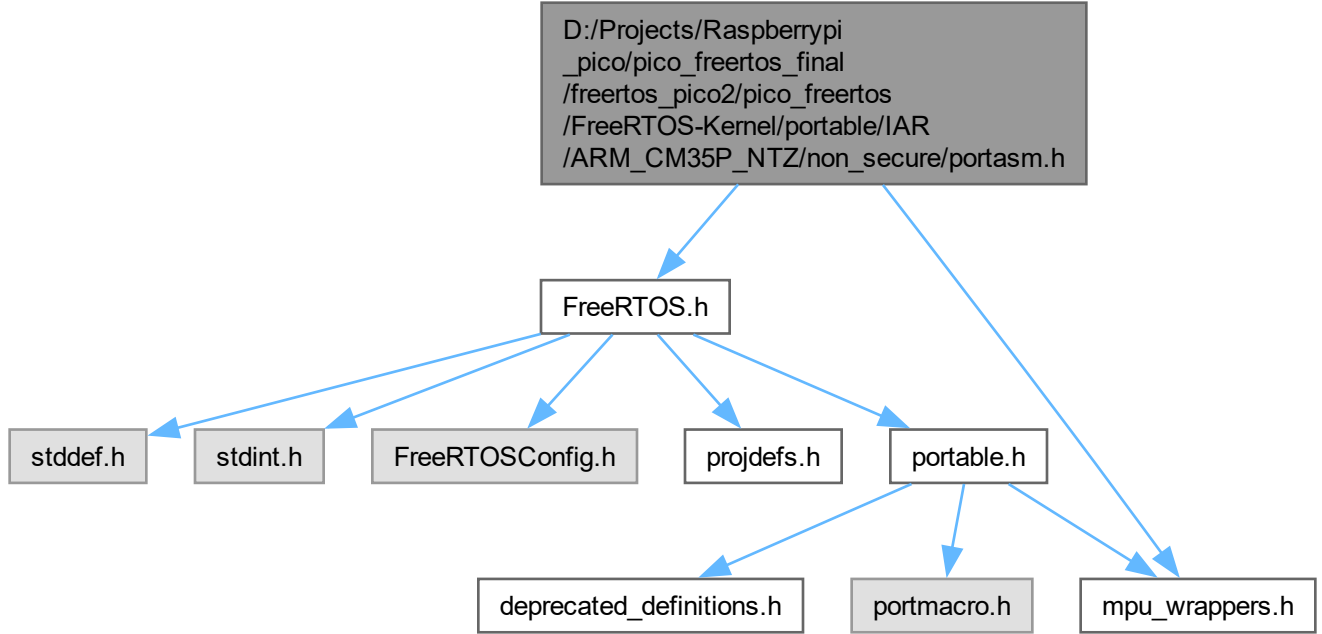 D:/Projects/Raspberrypi
_pico/pico_freertos_final
/freertos_pico2/pico_freertos
/FreeRTOS-Kernel/portable/IAR
/ARM_CM35P_NTZ/non_secure/portasm.h
FreeRTOS.h
stddef.h
stdint.h
FreeRTOSConfig.h
projdefs.h
portable.h
deprecated_definitions.h
portmacro.h
mpu_wrappers.h